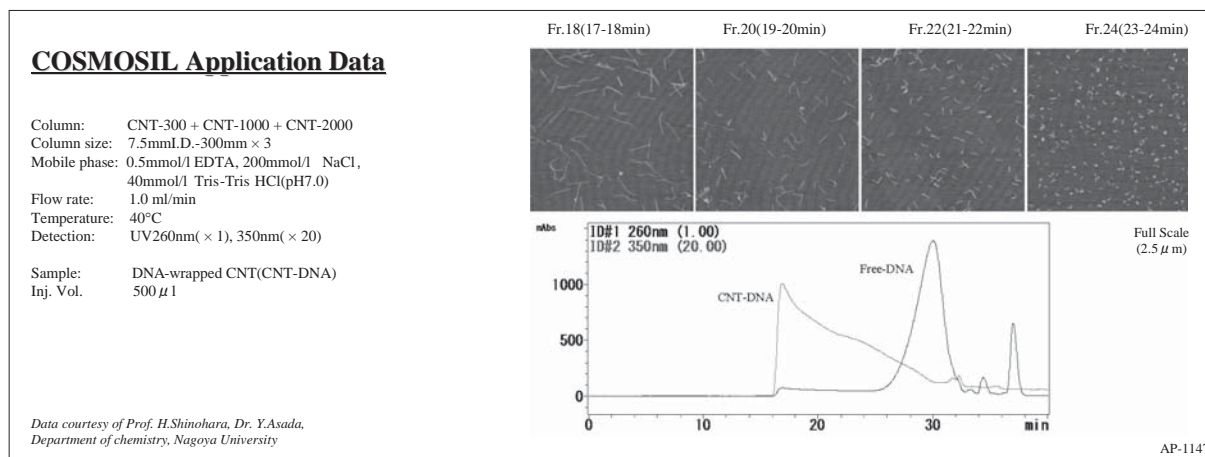 COSMOSIL Application Data
Column: CNT-300 + CNT-1000 + CNT-2000
Column size: 7.5mmI.D.-300mm × 3
Mobile phase: 0.5mmol/l EDTA, 200mmol/l NaCl,
40mmol/l Tris-Tris HCl(pH7.0)
Flow rate: 1.0 ml/min
Temperature: 40°C
Detection: UV260nm( × 1), 350nm( × 20)
Sample: DNA-wrapped CNT(CNT-DNA)
Inj. Vol. 500 μ l
Data courtesy of Prof. H.Shinohara, Dr. Y.Asada,
Department of chemistry, Nagoya University
Fr.18(17-18min) Fr.20(19-20min) Fr.22(21-22min) Fr.24(23-24min)
Full Scale
(2.5 μ m)
mAbs
ID#1 260nm (1.00)
ID#2 350nm (20.00)
Free-DNA
CNT-DNA
1000
500
0
0 10 20 30 min
AP-1147